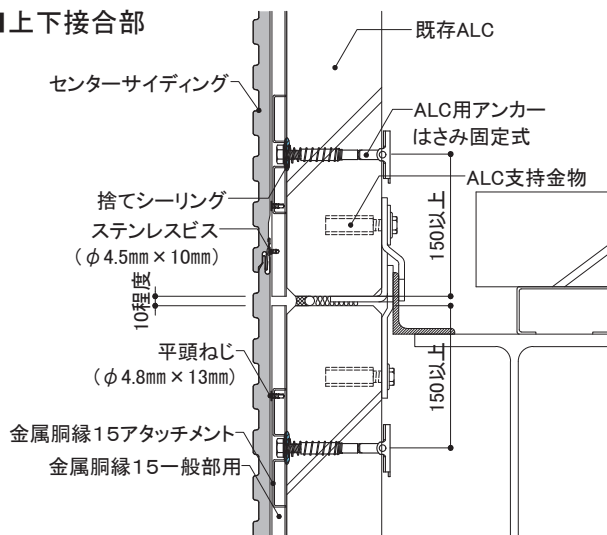 上下接合部
既存ALC
センターサイディング
ALC用アンカー
はさみ固定式
捨てシーリング
ALC支持金物
ステンレスビス
（φ4.5mm×10mm）
150以上
10程度
平頭ねじ
（φ4.8mm×13mm）
150以上
金属胴縁15アタッチメント
金属胴縁15一般部用